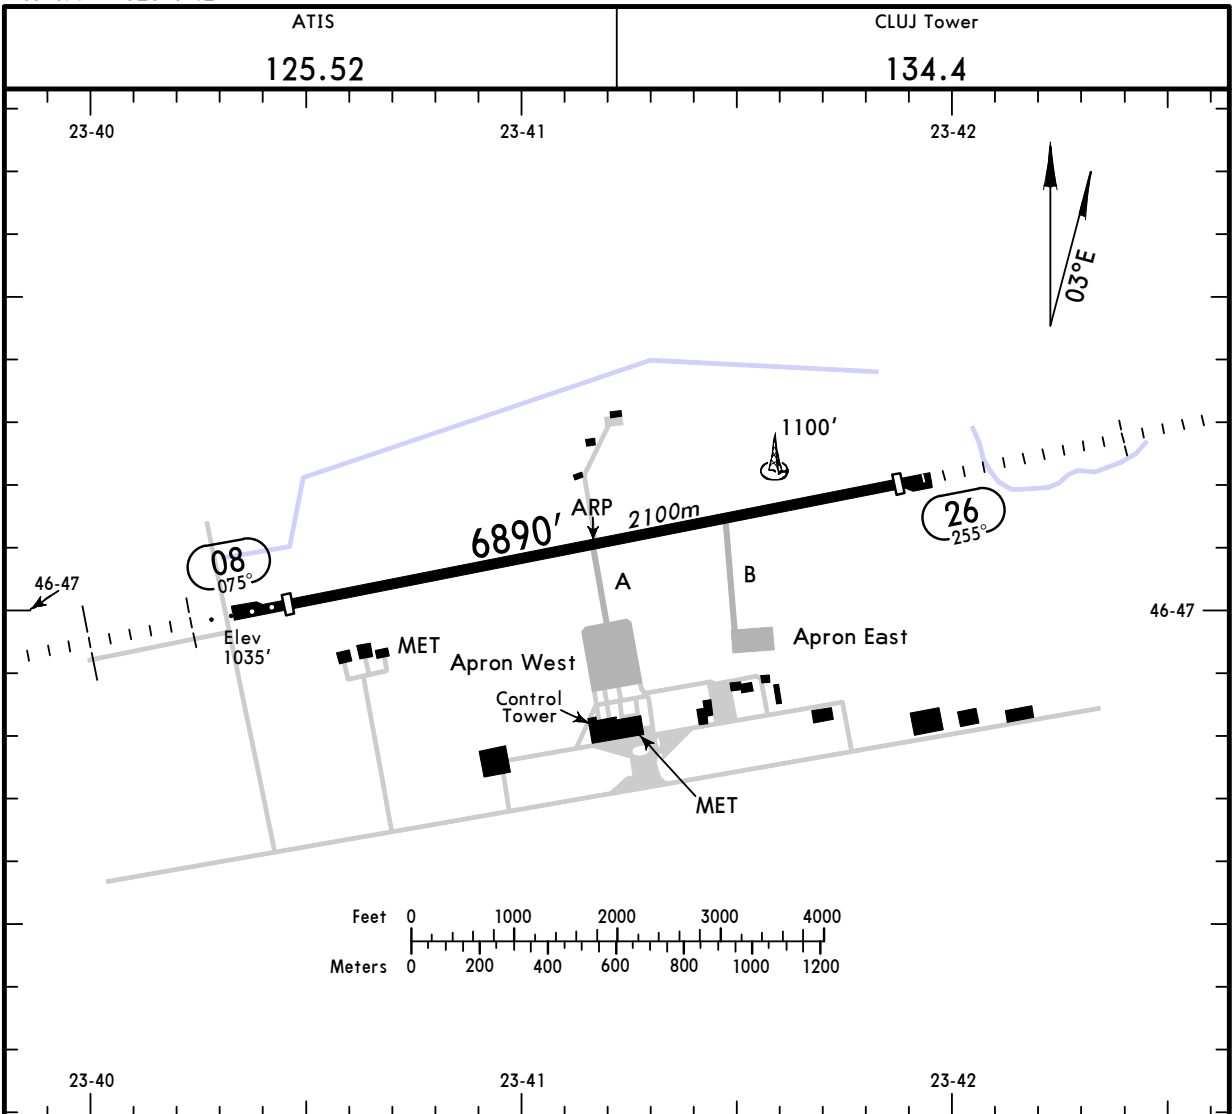 ATIS
CLUJ Tower
125.52
134.4
23-40
23-41
23-42
03°E
1100'
ARP
6890'
2100m
26
255°
08
075°
46-47
46-47
A
B
Elev
1035'
MET
Apron West
Apron East
Control
Tower
MET
Feet 0 1000 2000 3000 4000
Meters 0 200 400 600 800 1000 1200
23-40
23-41
23-42